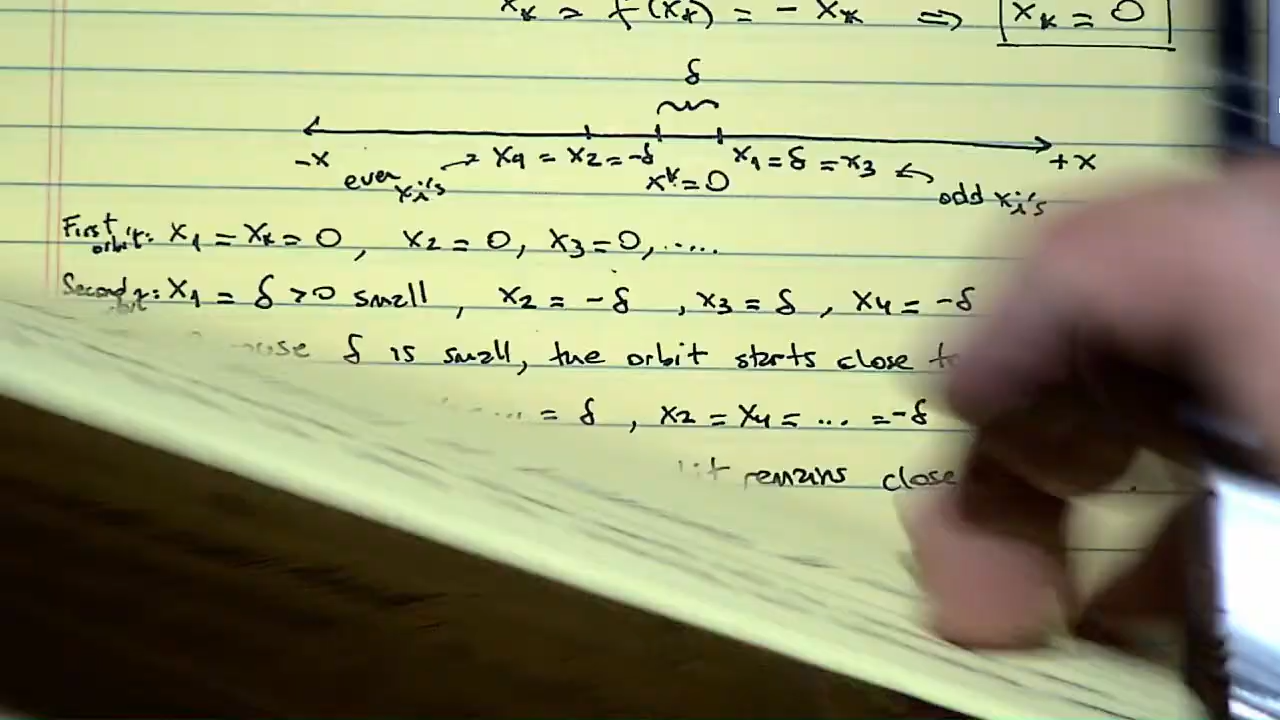 x* = f(x*) = - x* ⇒ x* = 0
δ
-x even xi's → x4 = x2 = -δ x* = 0 x1 = δ = x3 ← odd xi's +x
First orbit: x1 = x* = 0, x2 = 0, x3 = 0, .....
Second orbit: x1 = δ > 0 small, x2 = -δ, x3 = δ, x4 = -δ
δ is small, the orbit starts close
... = δ, x2 = x4 = ... = -δ
remains close